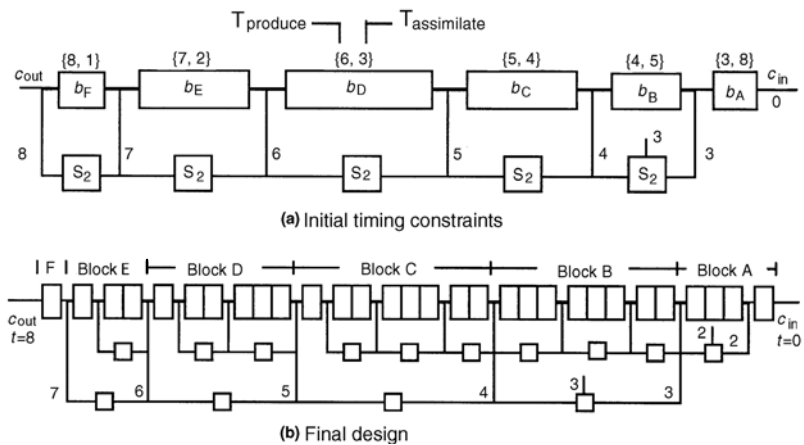 T produce T assimilate
{8, 1} {7, 2} {6, 3} {5, 4} {4, 5} {3, 8}
c out b F b E b D b C b B b A c in
0
8 7 6 5 4 3 3
S 2 S 2 S 2 S 2 S 2
(a) Initial timing constraints
F Block E Block D Block C Block B Block A
c out c in
t=8 2 2 t=0
7 6 5 4 3 3
(b) Final design